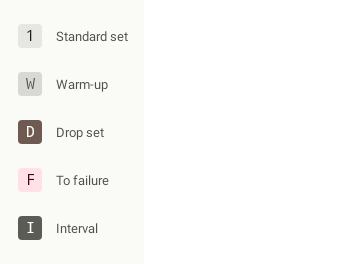 1 Standard set
W Warm-up
D Drop set
F To failure
I Interval